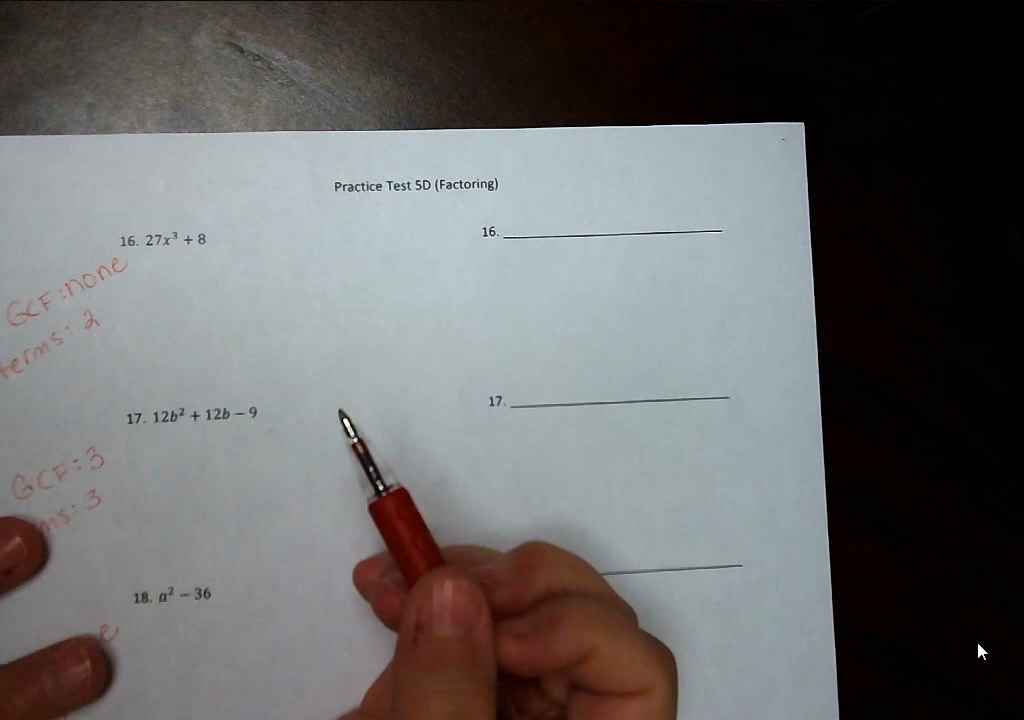 Practice Test 5D (Factoring)
16. 27x³ + 8
16.
GCF: none
terms: 2
17. 12b² + 12b − 9
17.
GCF: 3
ms: 3
18. a² − 36
e